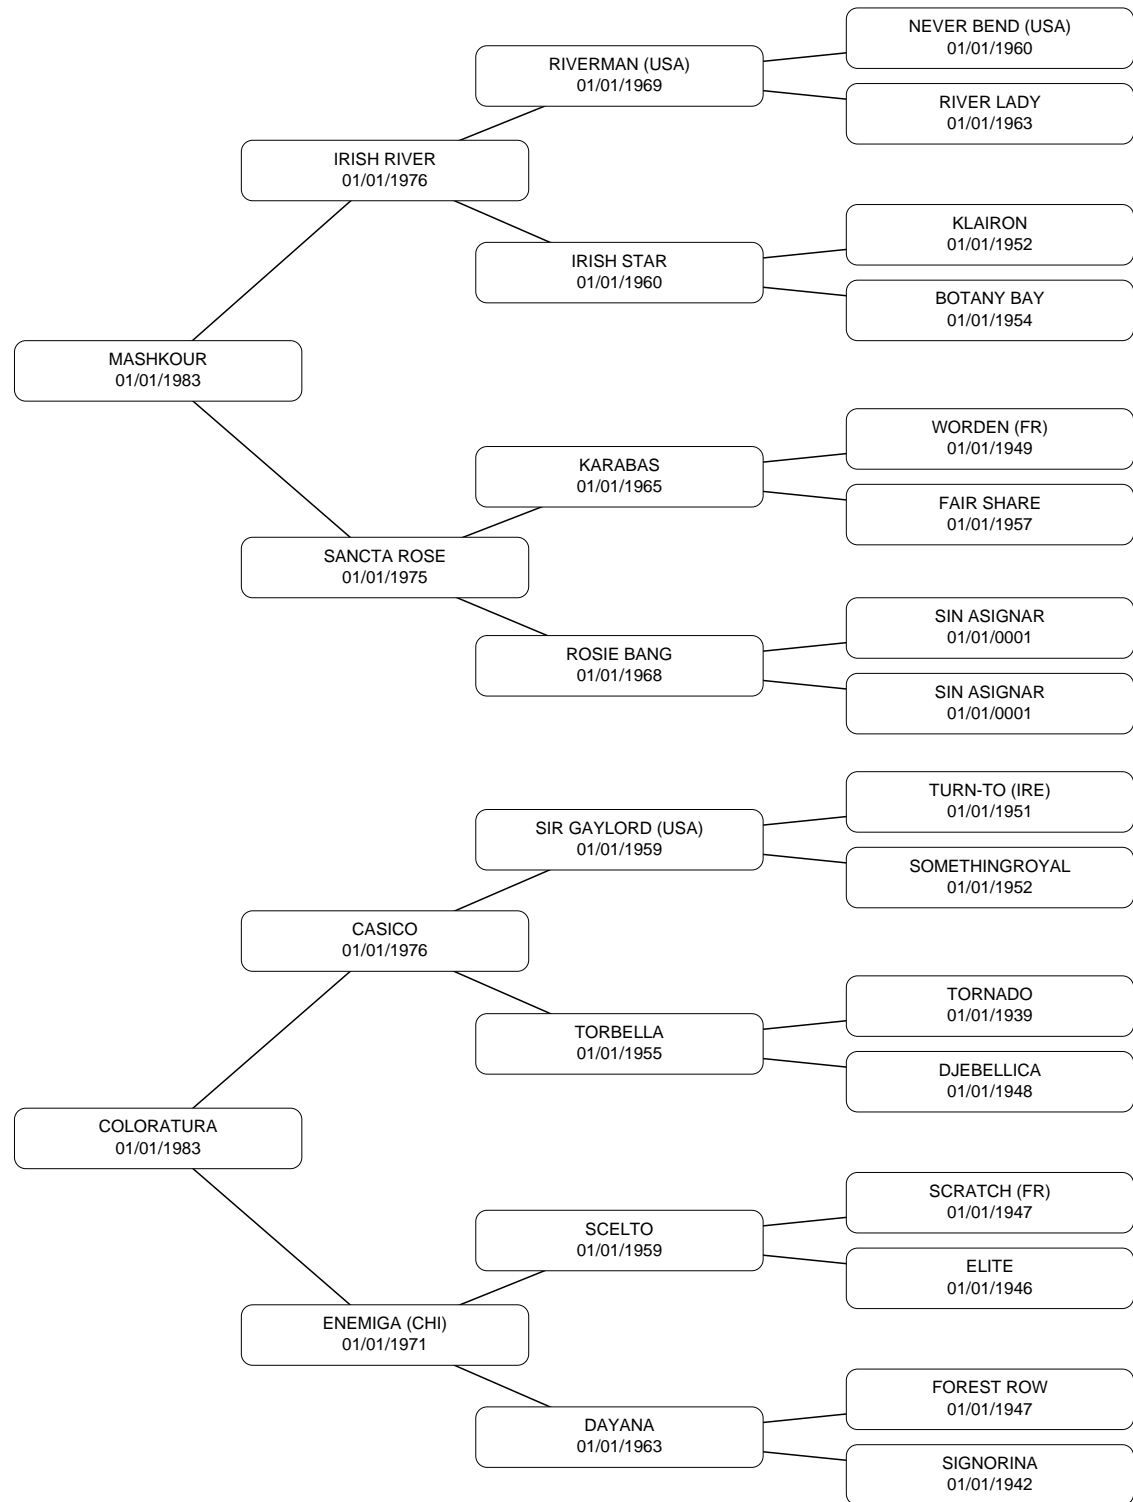 NEVER BEND (USA)
01/01/1960
RIVERMAN (USA)
01/01/1969
RIVER LADY
01/01/1963
IRISH RIVER
01/01/1976
KLAIRON
01/01/1952
IRISH STAR
01/01/1960
BOTANY BAY
01/01/1954
MASHKOUR
01/01/1983
WORDEN (FR)
01/01/1949
KARABAS
01/01/1965
FAIR SHARE
01/01/1957
SANCTA ROSE
01/01/1975
SIN ASIGNAR
01/01/0001
ROSIE BANG
01/01/1968
SIN ASIGNAR
01/01/0001
TURN-TO (IRE)
01/01/1951
SIR GAYLORD (USA)
01/01/1959
SOMETHINGROYAL
01/01/1952
CASICO
01/01/1976
TORNADO
01/01/1939
TORBELLA
01/01/1955
DJEBELLICA
01/01/1948
COLORATURA
01/01/1983
SCRATCH (FR)
01/01/1947
SCELTO
01/01/1959
ELITE
01/01/1946
ENEMIGA (CHI)
01/01/1971
FOREST ROW
01/01/1947
DAYANA
01/01/1963
SIGNORINA
01/01/1942